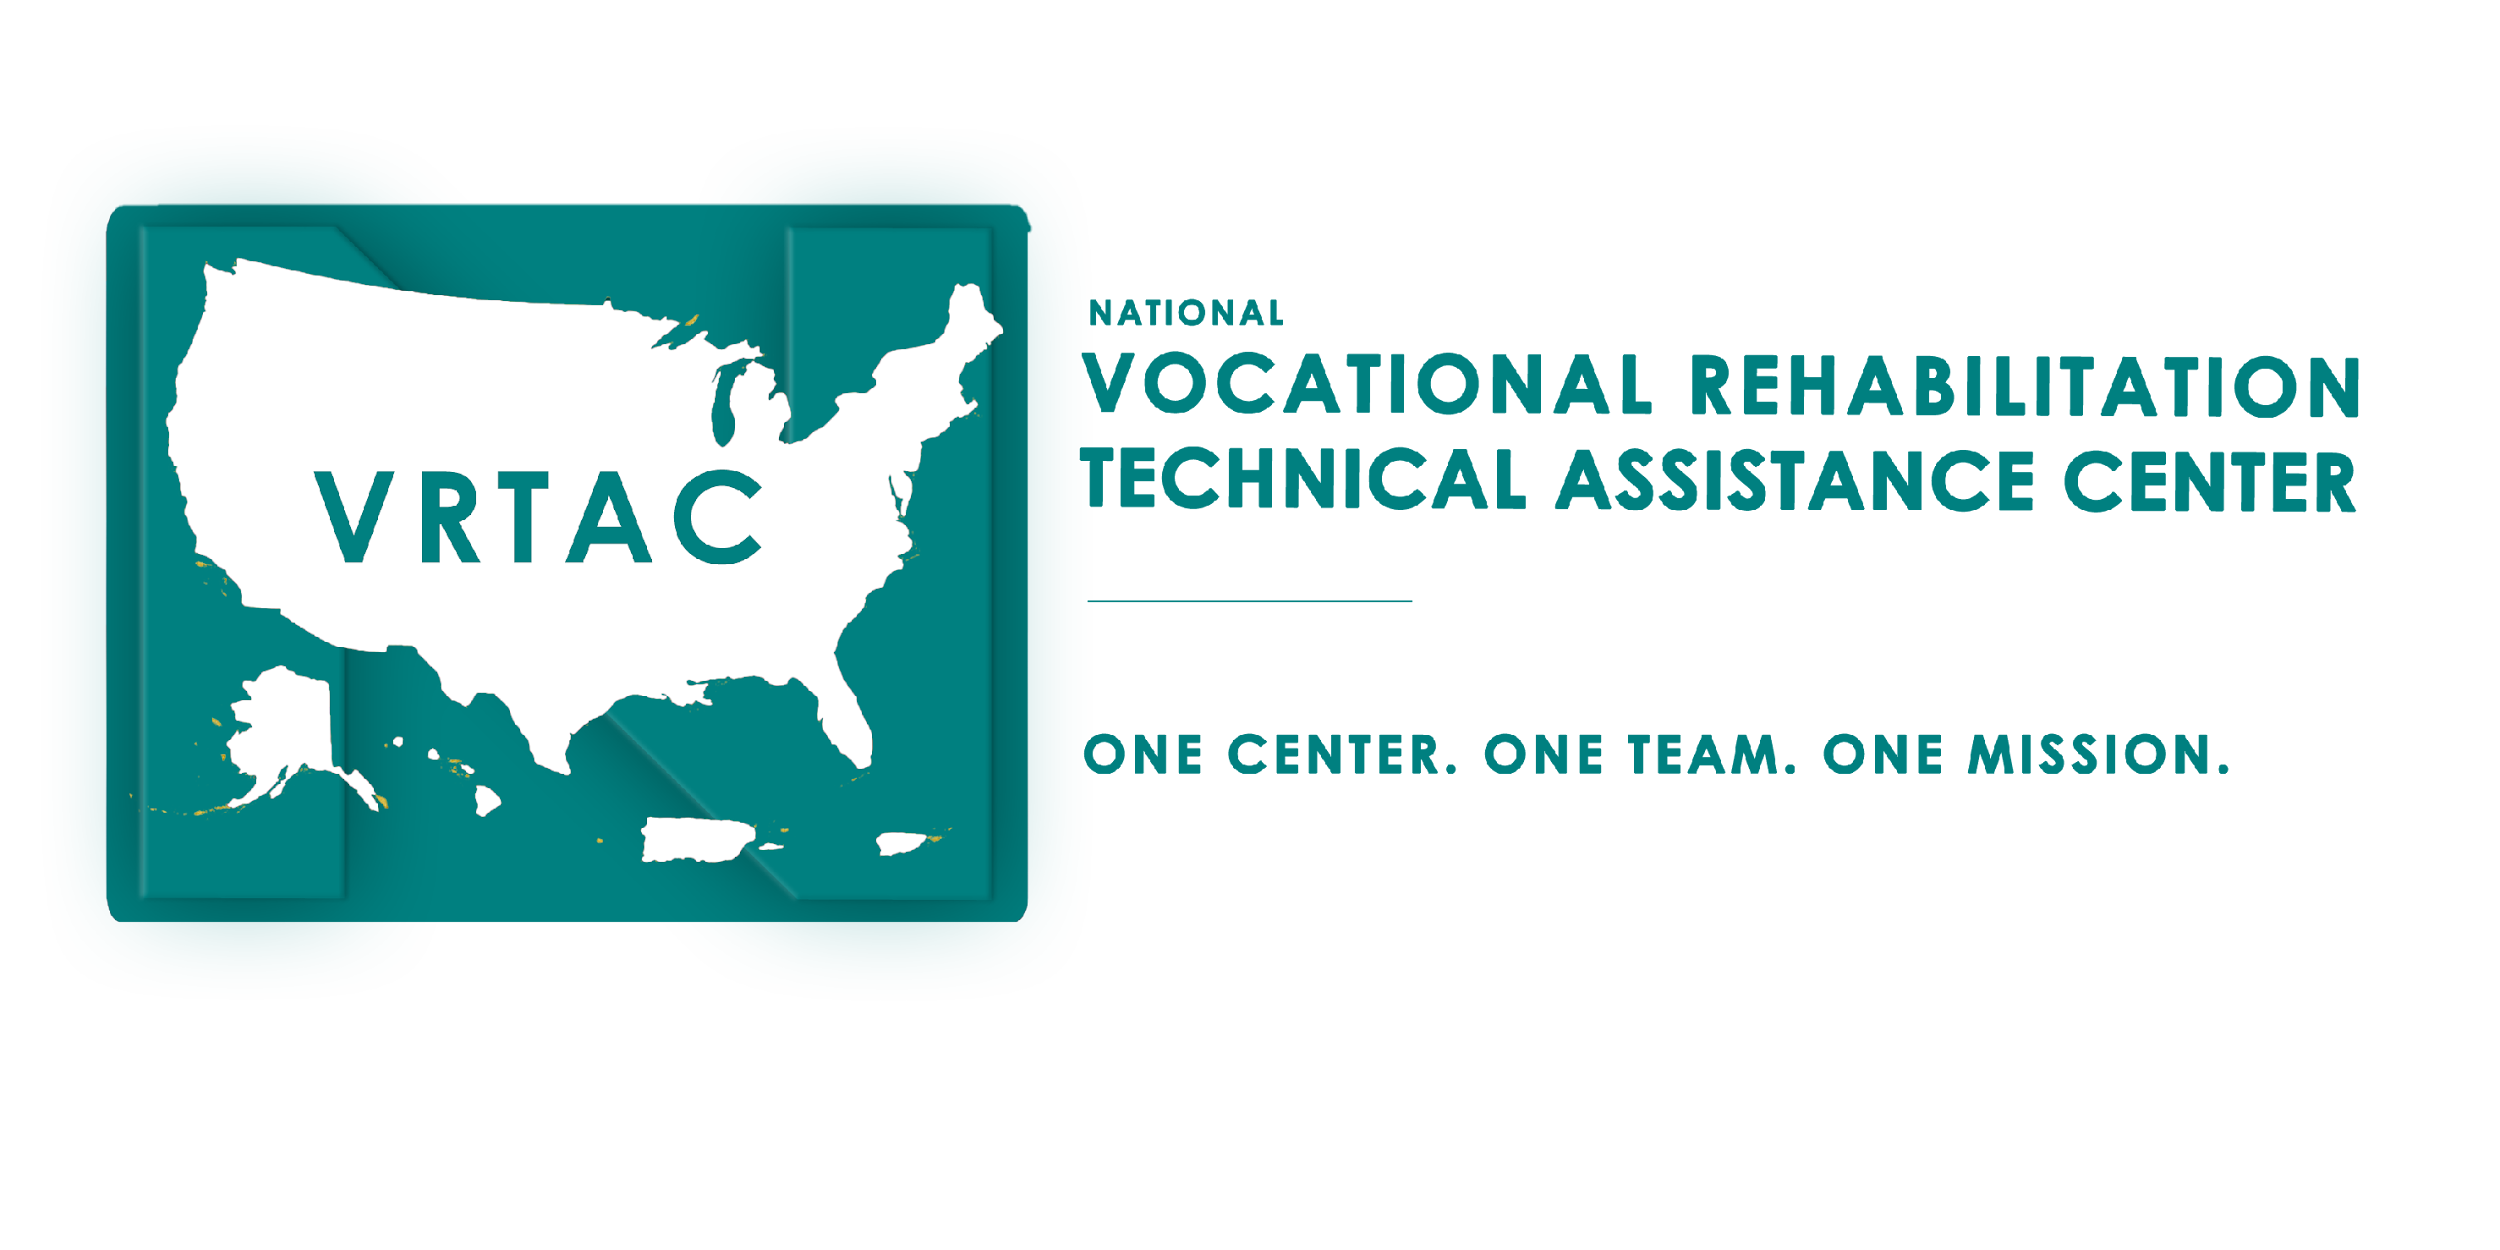 VRTAC
NATIONAL
VOCATIONAL REHABILITATION
TECHNICAL ASSISTANCE CENTER
ONE CENTER. ONE TEAM. ONE MISSION.